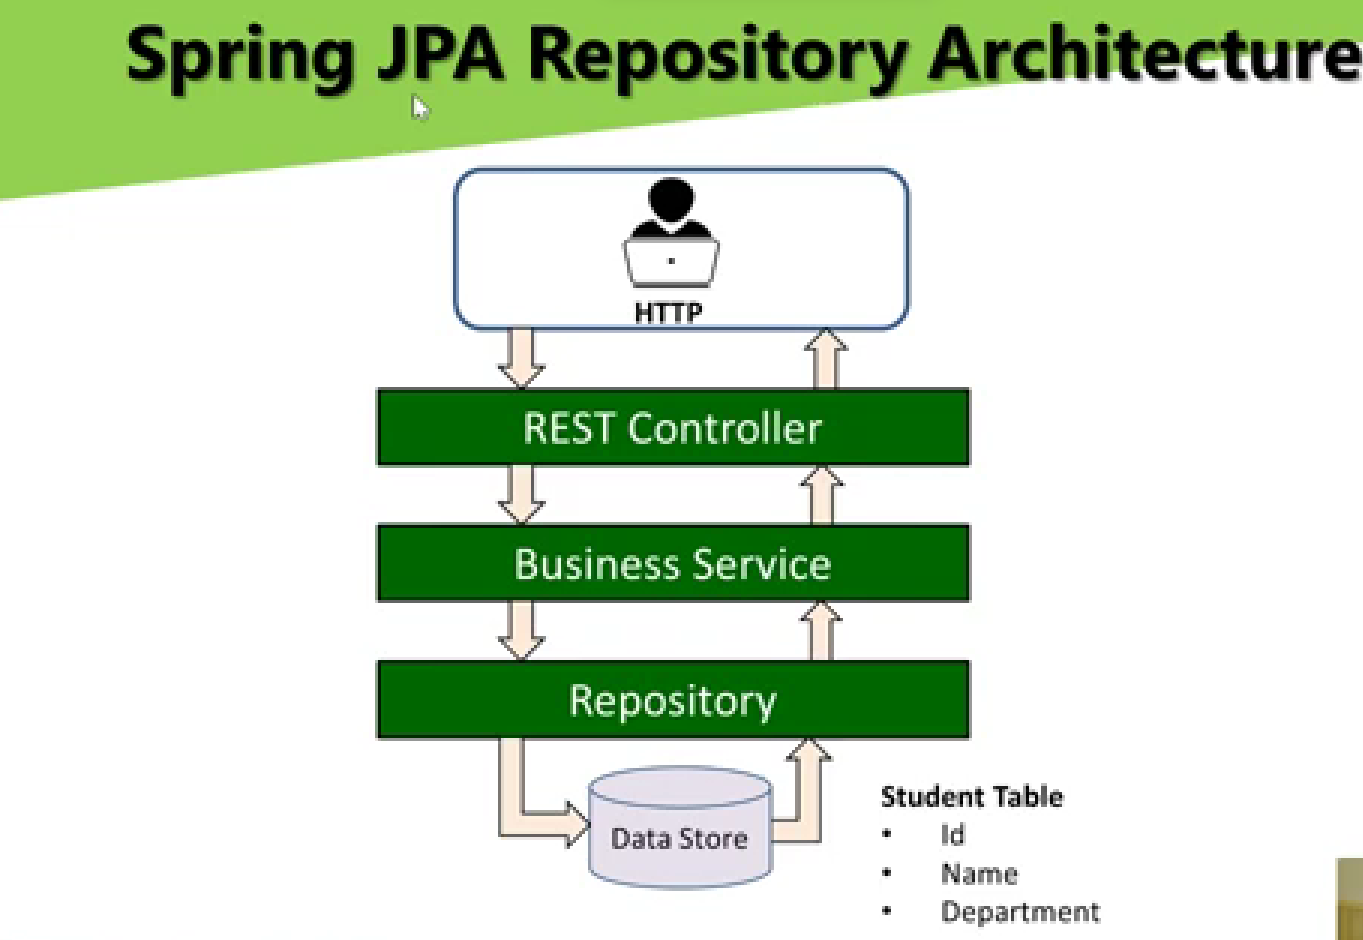 Spring JPA Repository Architecture
HTTP
REST Controller
Business Service
Repository
Data Store
Student Table
• Id
• Name
• Department